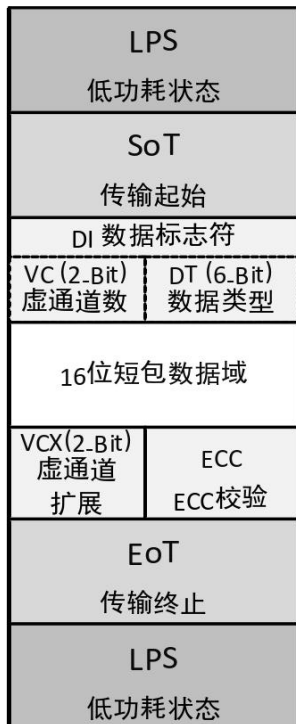 LPS
低功耗状态
SoT
传输起始
DI 数据标志符
VC (2-Bit) DT (6-Bit)
虚通道数 数据类型
16位短包数据域
VCX(2-Bit)
虚通道
扩展
ECC
ECC校验
EoT
传输终止
LPS
低功耗状态